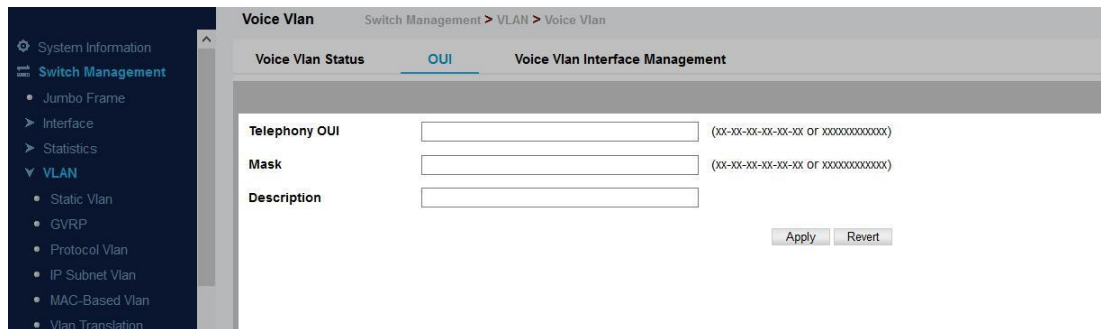 Voice Vlan Switch Management > VLAN > Voice Vlan
System Information
Switch Management
Jumbo Frame
Interface
Statistics
VLAN
Static Vlan
GVRP
Protocol Vlan
IP Subnet Vlan
MAC-Based Vlan
Vlan Translation
Voice Vlan Status OUI Voice Vlan Interface Management
Telephony OUI (xx-xx-xx-xx-xx-xx or xxxxxxxxxxxx)
Mask (xx-xx-xx-xx-xx-xx or xxxxxxxxxxxx)
Description
Apply Revert